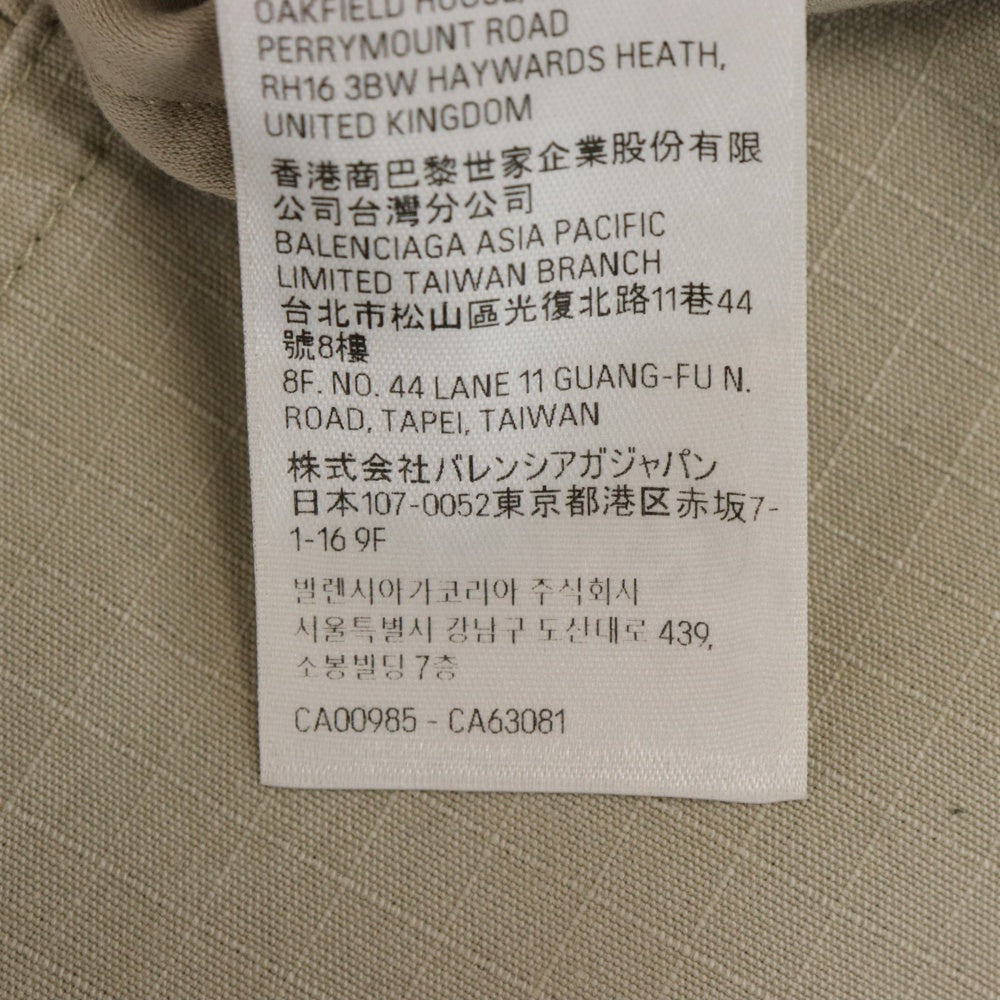 OAKFIELD HOUSE,
PERRYMOUNT ROAD
RH16 3BW HAYWARDS HEATH,
UNITED KINGDOM
香港商巴黎世家企業股份有限
公司台灣分公司
BALENCIAGA ASIA PACIFIC
LIMITED TAIWAN BRANCH
台北市松山區光復北路11巷44
號8樓
8F. NO. 44 LANE 11 GUANG-FU N.
ROAD, TAPEI, TAIWAN
株式会社バレンシアガジャパン
日本107-0052東京都港区赤坂7-
1-16 9F
발렌시아가코리아 주식회사
서울특별시 강남구 도산대로 439,
소봉빌딩 7층
CA00985 - CA63081